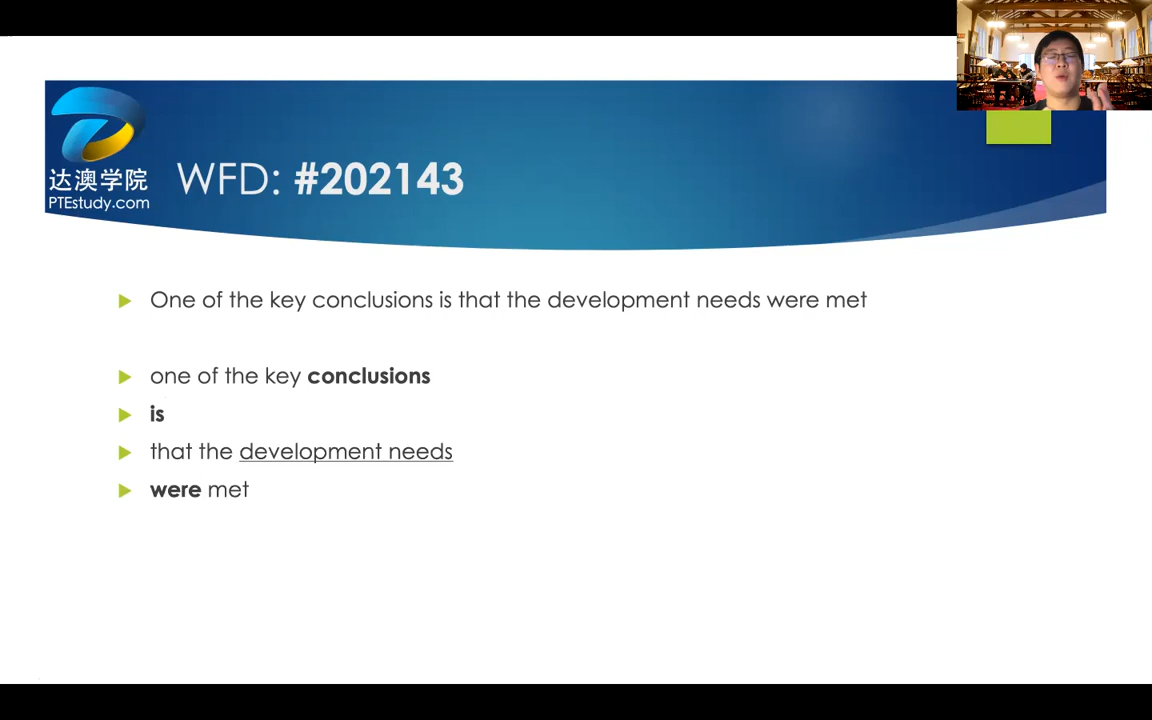 达澳学院
PTEstudy.com
WFD: #202143
One of the key conclusions is that the development needs were met
one of the key conclusions
is
that the development needs
were met